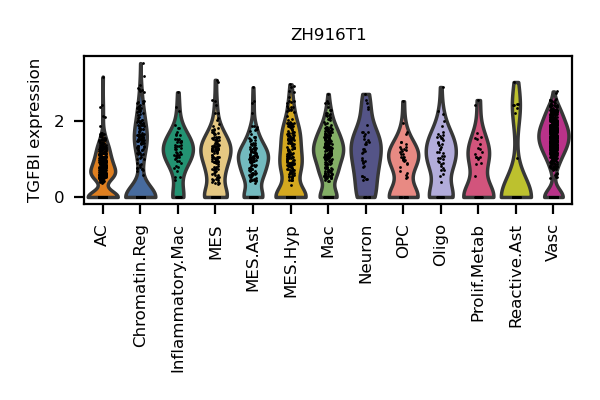 ZH916T1
TGFBI expression
2
0
AC
Chromatin.Reg
Inflammatory.Mac
MES
MES.Ast
MES.Hyp
Mac
Neuron
OPC
Oligo
Prolif.Metab
Reactive.Ast
Vasc